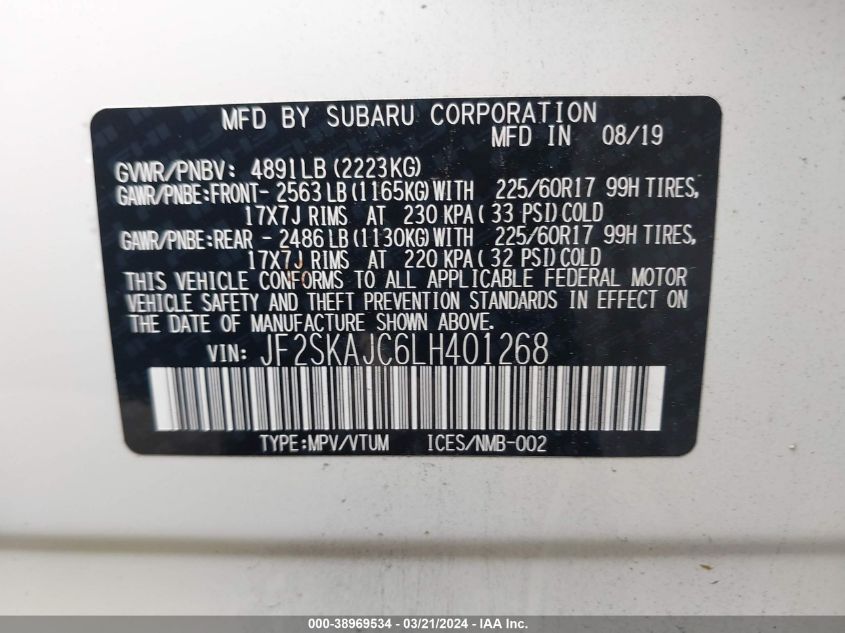 MFD BY SUBARU CORPORATION
MFD IN 08/19
GVWR/PNBV: 4891LB (2223KG)
GAWR/PNBE:FRONT- 2563LB(1165KG)WITH 225/60R17 99H TIRES,
17X7J RIMS AT 230 KPA( 33 PSI)COLD
GAWR/PNBE:REAR - 2486LB(1130KG)WITH 225/60R17 99H TIRES,
17X7J RIMS AT 220 KPA( 32 PSI)COLD
THIS VEHICLE CONFORMS TO ALL APPLICABLE FEDERAL MOTOR
VEHICLE SAFETY AND THEFT PREVENTION STANDARDS IN EFFECT ON
THE DATE OF MANUFACTURE SHOWN ABOVE.
VIN: JF2SKAJC6LH401268
TYPE:MPV/VTUM ICES/NMB-002
000-38969534 - 03/21/2024 - IAA Inc.